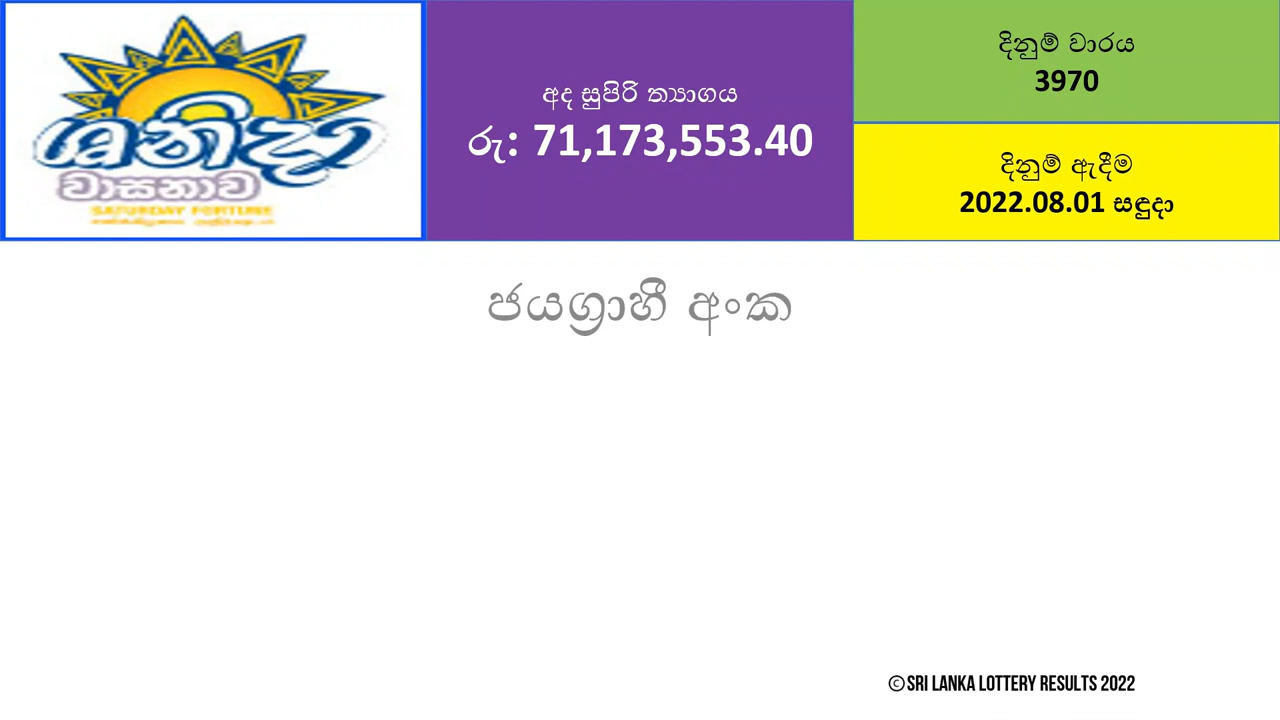 ශනිදා
වාසනාව
SATURDAY FORTUNE
අද සුපිරි ත්‍යාගය
රු: 71,173,553.40
දිනුම් වාරය
3970
දිනුම් ඇදීම
2022.08.01 සඳුදා
ජයග්‍රාහී අංක
©SRI LANKA LOTTERY RESULTS 2022